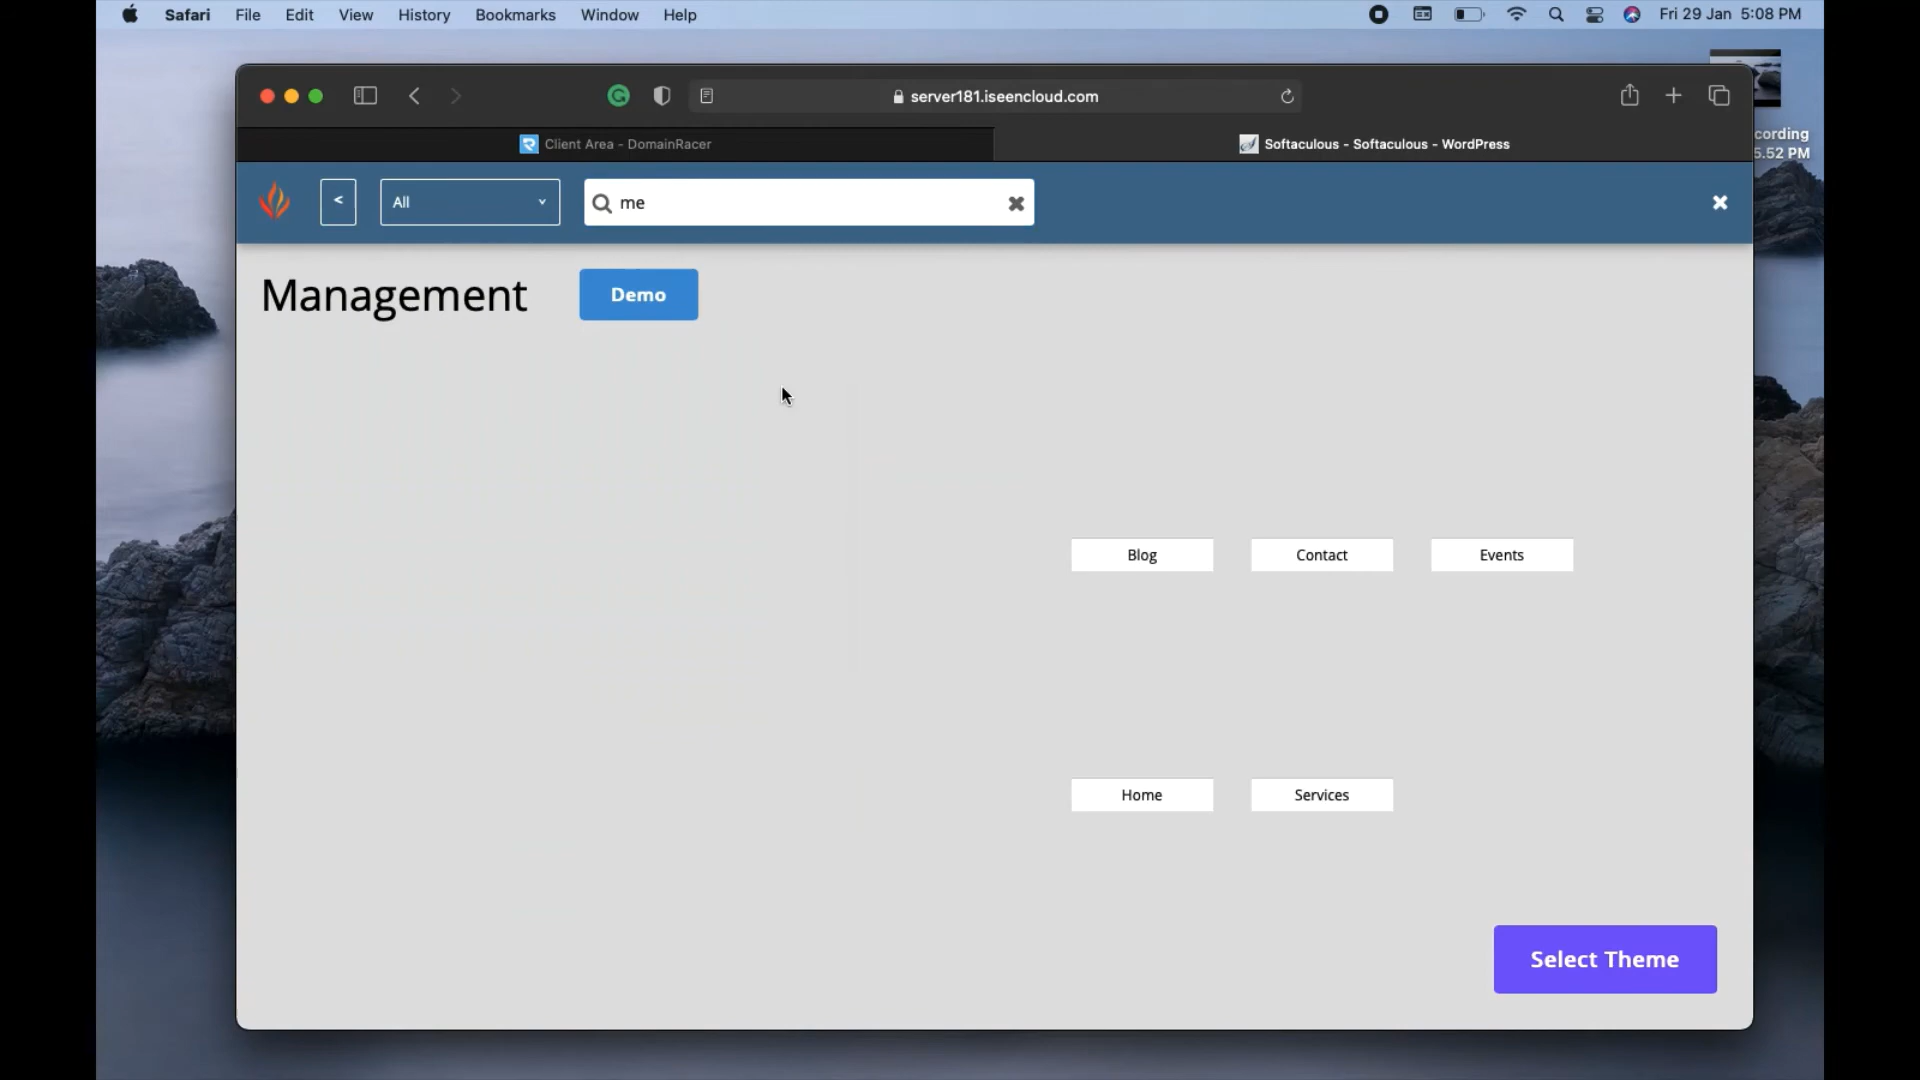 Safari File Edit View History Bookmarks Window Help Fri 29 Jan 5:08 PM
server181.iseencloud.com
Client Area - DomainRacer Softaculous - Softaculous - WordPress
cording
5.52 PM
< All me
Management Demo
Blog Contact Events
Home Services
Select Theme